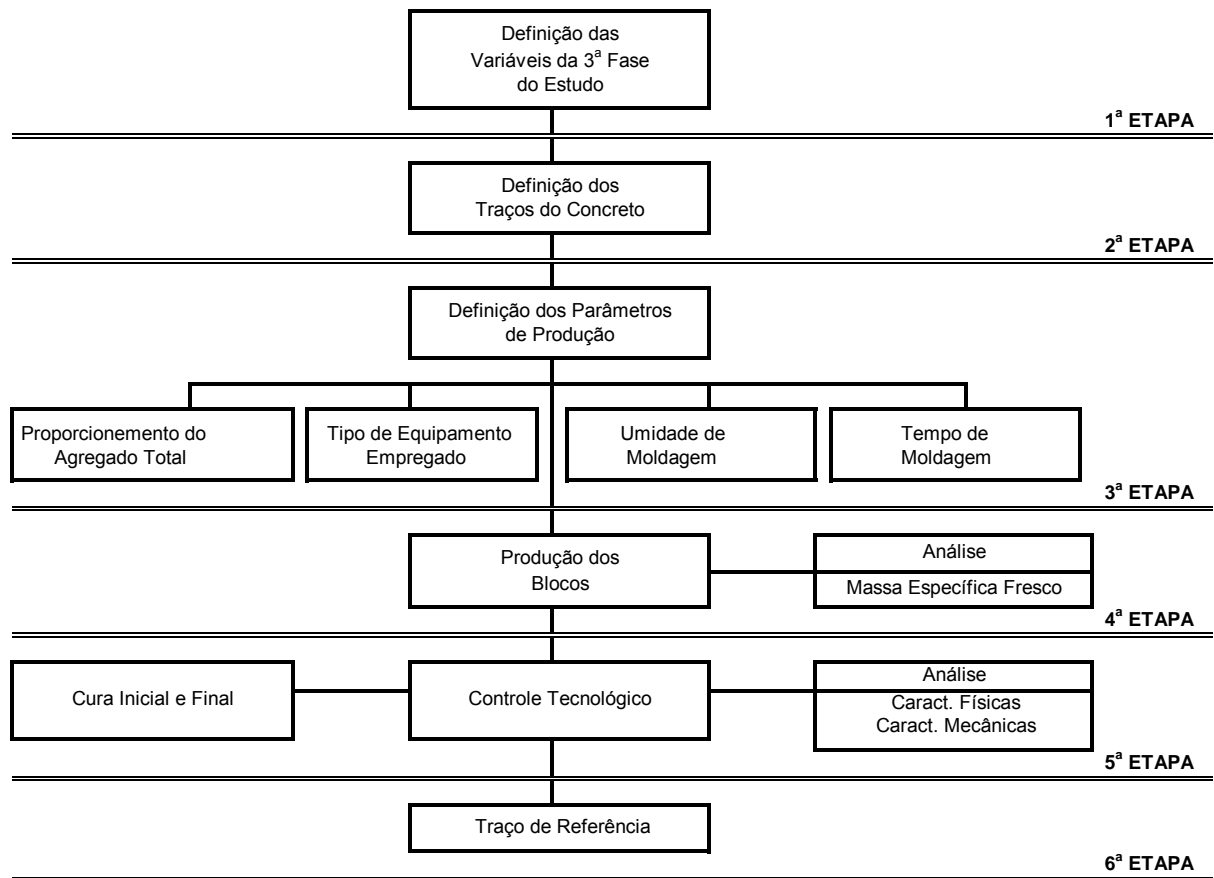 Definição das
Variáveis da 3ª Fase
do Estudo
1ª ETAPA
Definição dos
Traços do Concreto
2ª ETAPA
Definição dos Parâmetros
de Produção
Proporcionemento do
Agregado Total
Tipo de Equipamento
Empregado
Umidade de
Moldagem
Tempo de
Moldagem
3ª ETAPA
Produção dos
Blocos
Análise
Massa Específica Fresco
4ª ETAPA
Cura Inicial e Final
Controle Tecnológico
Análise
Caract. Físicas
Caract. Mecânicas
5ª ETAPA
Traço de Referência
6ª ETAPA